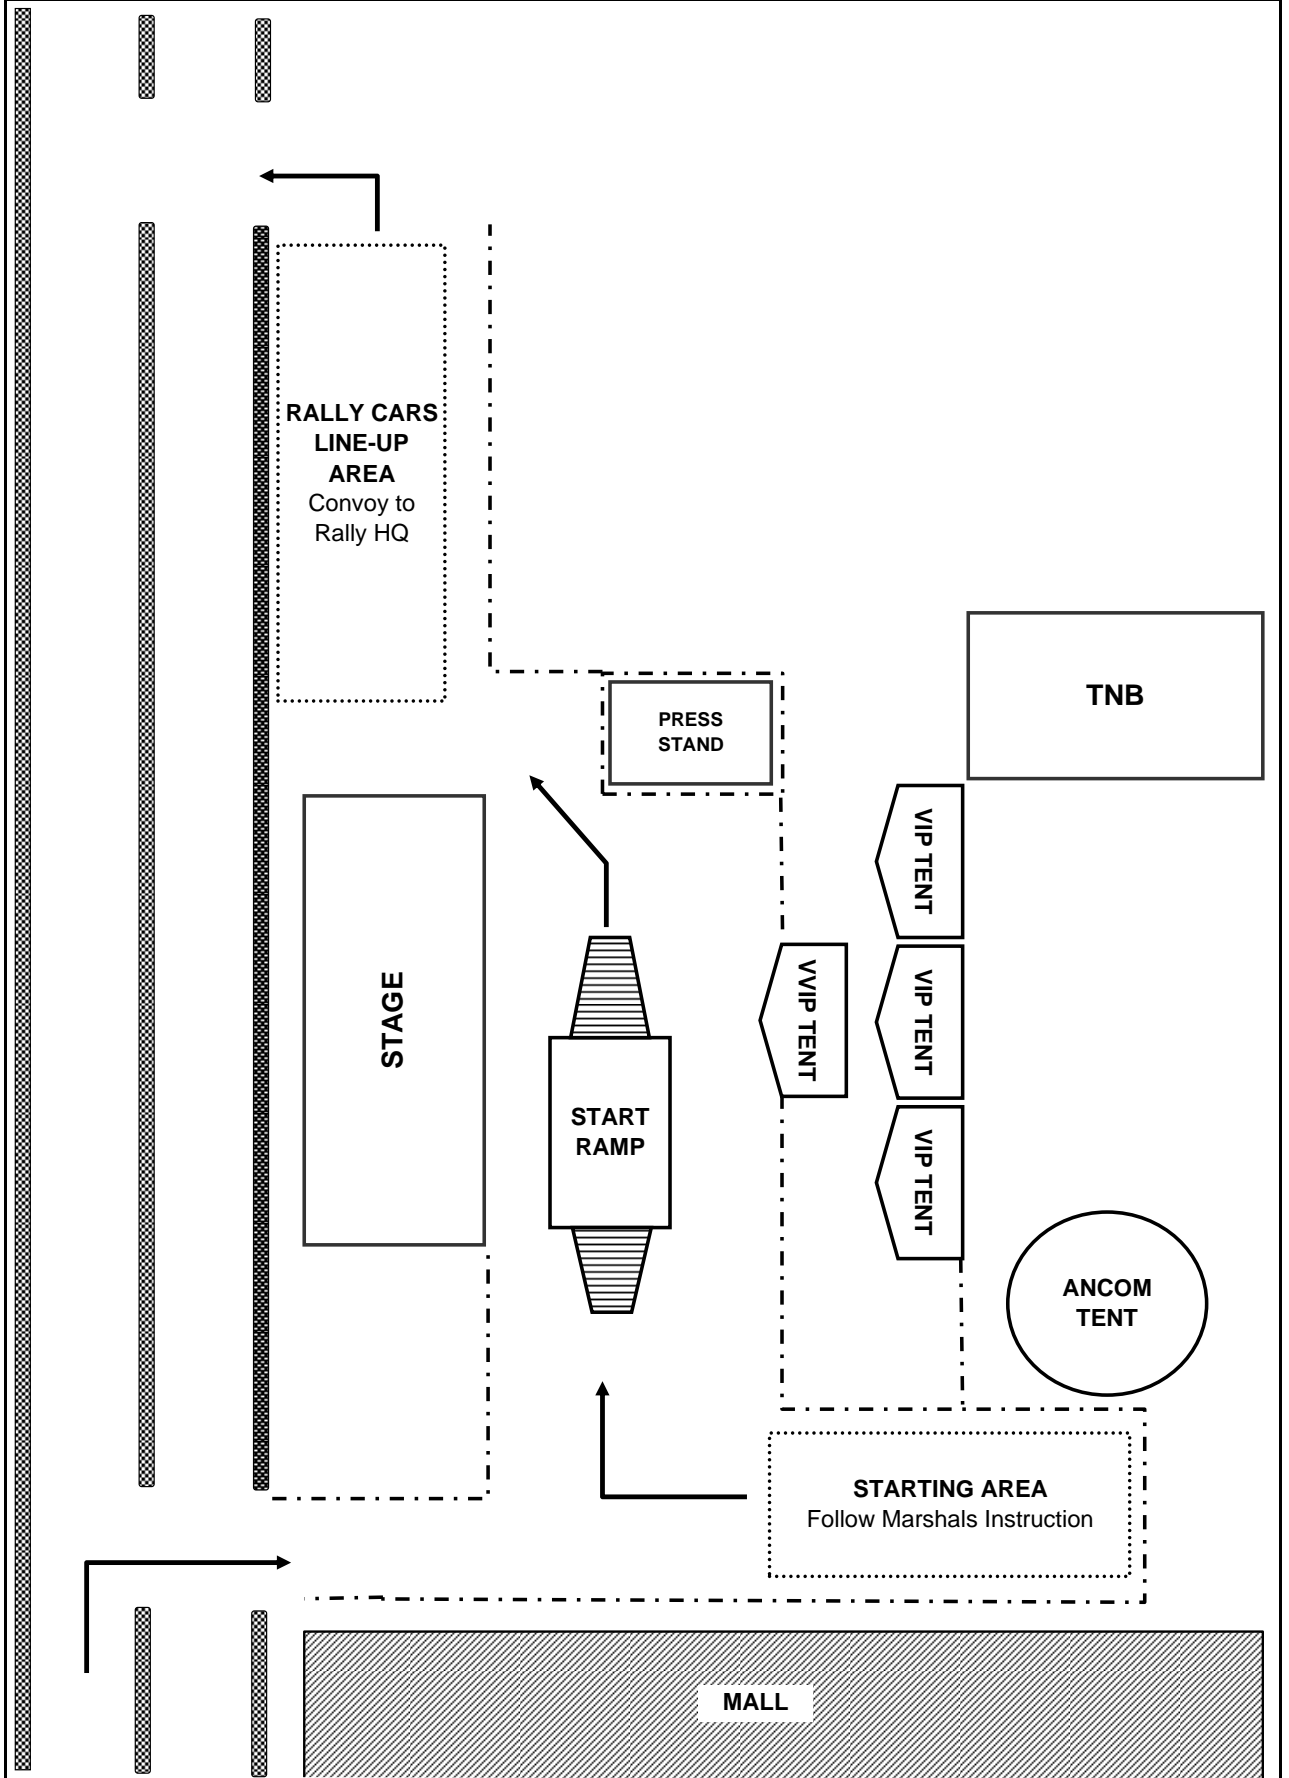 RALLY CARS
LINE-UP
AREA
Convoy to
Rally HQ
TNB
PRESS
STAND
VIP TENT
STAGE
VVIP TENT
VIP TENT
START
RAMP
VIP TENT
ANCOM
TENT
STARTING AREA
Follow Marshals Instruction
MALL